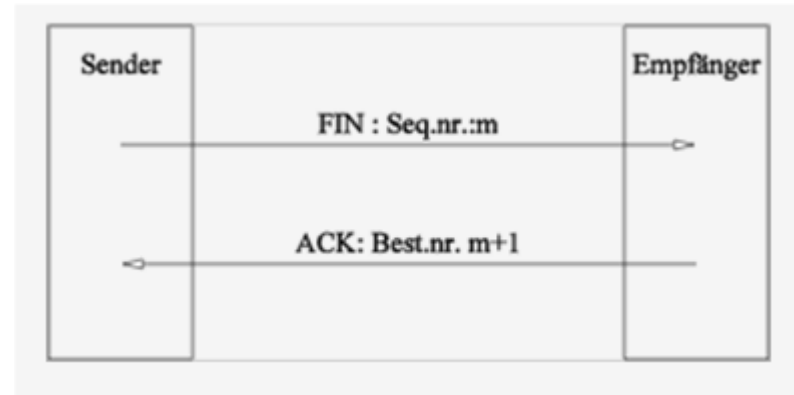 Sender
Empfänger
FIN : Seq.nr.:m
ACK: Best.nr. m+1